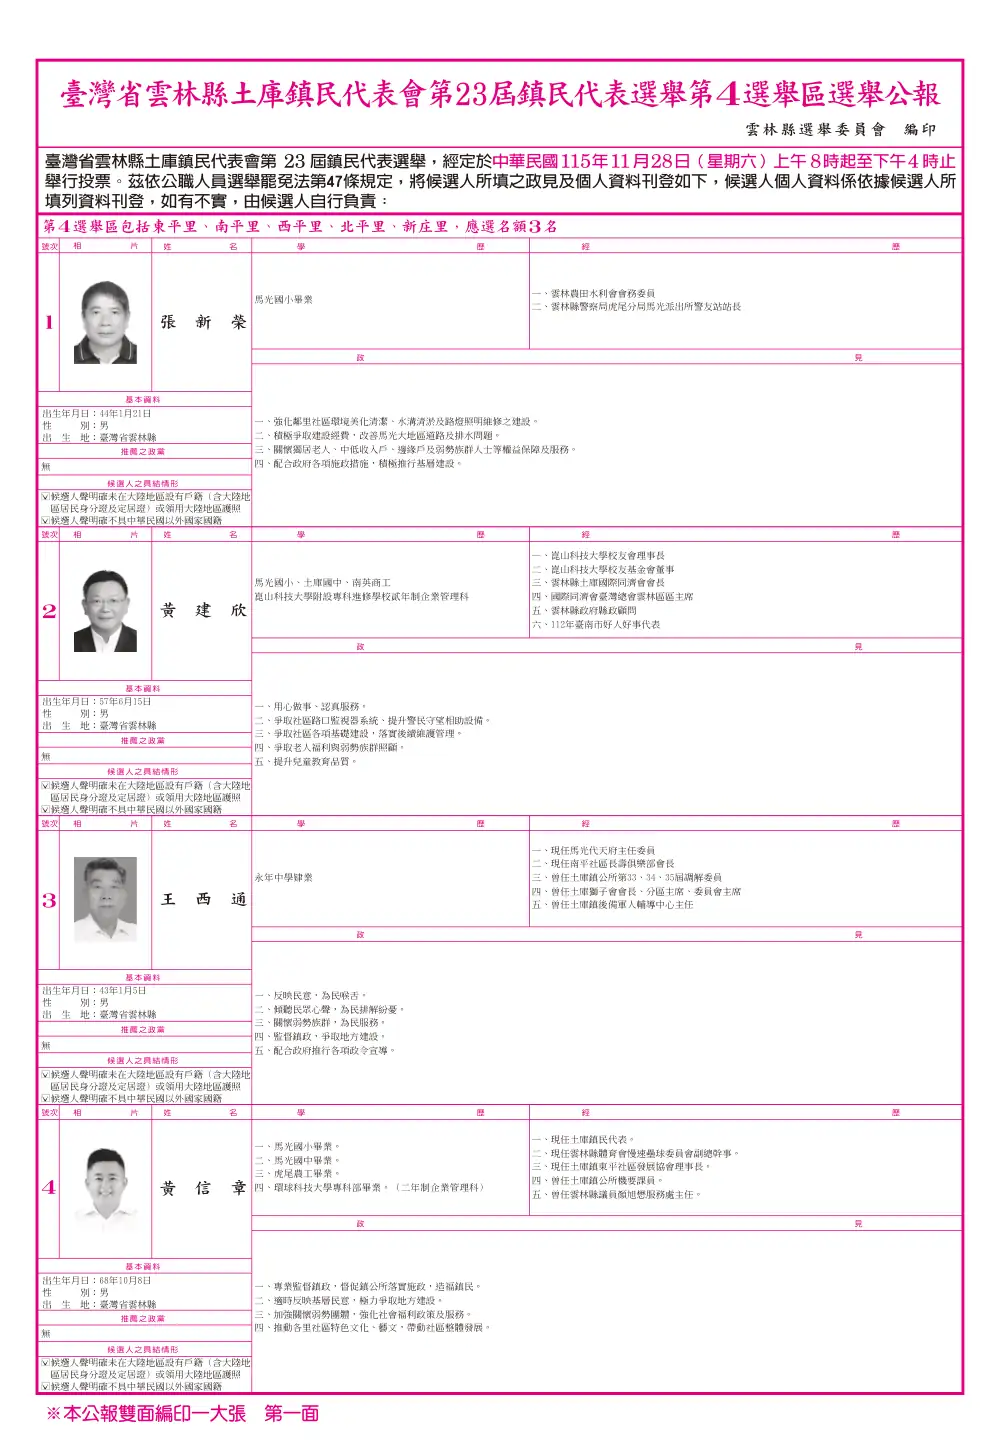 臺灣省雲林縣土庫鎮民代表會第23屆鎮民代表選舉第4選舉區選舉公報
雲林縣選舉委員會 編印
臺灣省雲林縣土庫鎮民代表會第 23 屆鎮民代表選舉，經定於中華民國115年11月28日（星期六）上午8時起至下午4時止
舉行投票。茲依公職人員選舉罷免法第47條規定，將候選人所填之政見及個人資料刊登如下，候選人個人資料係依據候選人所
填列資料刊登，如有不實，由候選人自行負責：
第4選舉區包括東平里、南平里、西平里、北平里、新庄里，應選名額3名
號次 相 片 姓 名 學 歷 經 歷
1
張 新 榮
馬光國小畢業
一、雲林農田水利會會務委員
二、雲林縣警察局虎尾分局馬光派出所警友站站長
政 見
一、強化鄰里社區環境美化清潔、水溝清淤及路燈照明維修之建設。
二、積極爭取建設經費，改善馬光大地區道路及排水問題。
三、關懷獨居老人、中低收入戶、邊緣戶及弱勢族群人士等權益保障及服務。
四、配合政府各項施政措施，積極推行基層建設。
基本資料
出生年月日：44年1月21日
性 別：男
出 生 地：臺灣省雲林縣
推薦之政黨
無
候選人之具結情形
☑候選人聲明確未在大陸地區設有戶籍（含大陸地
區居民身分證及定居證）或領用大陸地區護照
☑候選人聲明確不具中華民國以外國家國籍
號次 相 片 姓 名 學 歷 經 歷
2
黃 建 欣
馬光國小、土庫國中、南英商工
崑山科技大學附設專科進修學校貳年制企業管理科
一、崑山科技大學校友會理事長
二、崑山科技大學校友基金會董事
三、雲林縣土庫國際同濟會會長
四、國際同濟會臺灣總會雲林區區主席
五、雲林縣政府縣政顧問
六、112年臺南市好人好事代表
政 見
一、用心做事、認真服務。
二、爭取社區路口監視器系統、提升警民守望相助設備。
三、爭取社區各項基礎建設，落實後續維護管理。
四、爭取老人福利與弱勢族群照顧。
五、提升兒童教育品質。
基本資料
出生年月日：57年6月15日
性 別：男
出 生 地：臺灣省雲林縣
推薦之政黨
無
候選人之具結情形
☑候選人聲明確未在大陸地區設有戶籍（含大陸地
區居民身分證及定居證）或領用大陸地區護照
☑候選人聲明確不具中華民國以外國家國籍
號次 相 片 姓 名 學 歷 經 歷
3
王 西 通
永年中學肄業
一、現任馬光代天府主任委員
二、現任南平社區長壽俱樂部會長
三、曾任土庫鎮公所第33、34、35屆調解委員
四、曾任土庫獅子會會長、分區主席、委員會主席
五、曾任土庫鎮後備軍人輔導中心主任
政 見
一、反映民意，為民喉舌。
二、傾聽民眾心聲，為民排解紛憂。
三、關懷弱勢族群，為民服務。
四、監督鎮政，爭取地方建設。
五、配合政府推行各項政令宣導。
基本資料
出生年月日：43年1月5日
性 別：男
出 生 地：臺灣省雲林縣
推薦之政黨
無
候選人之具結情形
☑候選人聲明確未在大陸地區設有戶籍（含大陸地
區居民身分證及定居證）或領用大陸地區護照
☑候選人聲明確不具中華民國以外國家國籍
號次 相 片 姓 名 學 歷 經 歷
4
黃 信 章
一、馬光國小畢業。
二、馬光國中畢業。
三、虎尾農工畢業。
四、環球科技大學專科部畢業。（二年制企業管理科）
一、現任土庫鎮民代表。
二、現任雲林縣體育會慢速壘球委員會副總幹事。
三、現任土庫鎮東平社區發展協會理事長。
四、曾任土庫鎮公所機要課員。
五、曾任雲林縣議員顏旭懋服務處主任。
政 見
一、專業監督鎮政，督促鎮公所落實施政，造福鎮民。
二、適時反映基層民意，極力爭取地方建設。
三、加強關懷弱勢團體，強化社會福利政策及服務。
四、推動各里社區特色文化、藝文，帶動社區整體發展。
基本資料
出生年月日：68年10月8日
性 別：男
出 生 地：臺灣省雲林縣
推薦之政黨
無
候選人之具結情形
☑候選人聲明確未在大陸地區設有戶籍（含大陸地
區居民身分證及定居證）或領用大陸地區護照
☑候選人聲明確不具中華民國以外國家國籍
※本公報雙面編印一大張 第一面